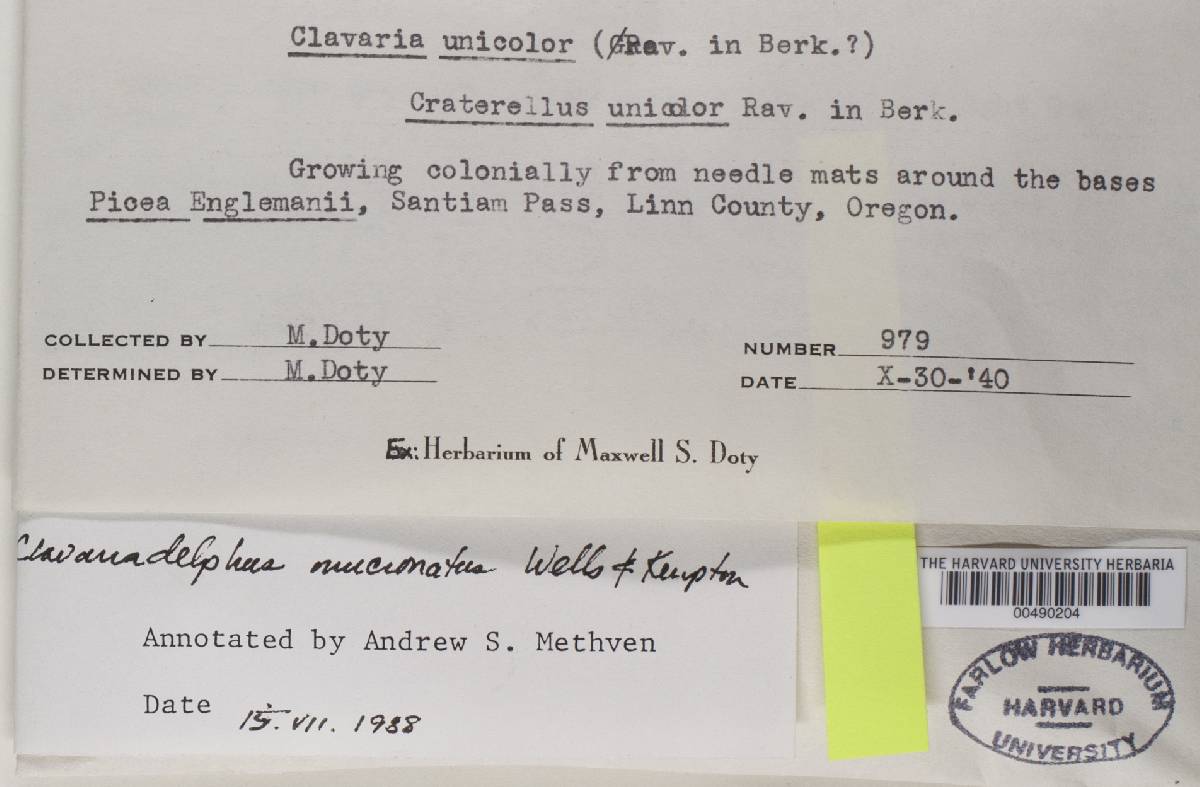 Clavaria unicolor (Rav. in Berk.?)
Craterellus unicolor Rav. in Berk.
Growing colonially from needle mats around the bases
Picea Englemanii, Santiam Pass, Linn County, Oregon.
COLLECTED BY M.Doty
DETERMINED BY M.Doty
NUMBER 979
DATE X-30-'40
Ex: Herbarium of Maxwell S. Doty
Clavariadelphus mucronatus Wells & Kempton
Annotated by Andrew S. Methven
Date 15.VII.1988
THE HARVARD UNIVERSITY HERBARIA
00490204
FARLOW HERBARIUM
HARVARD
UNIVERSITY